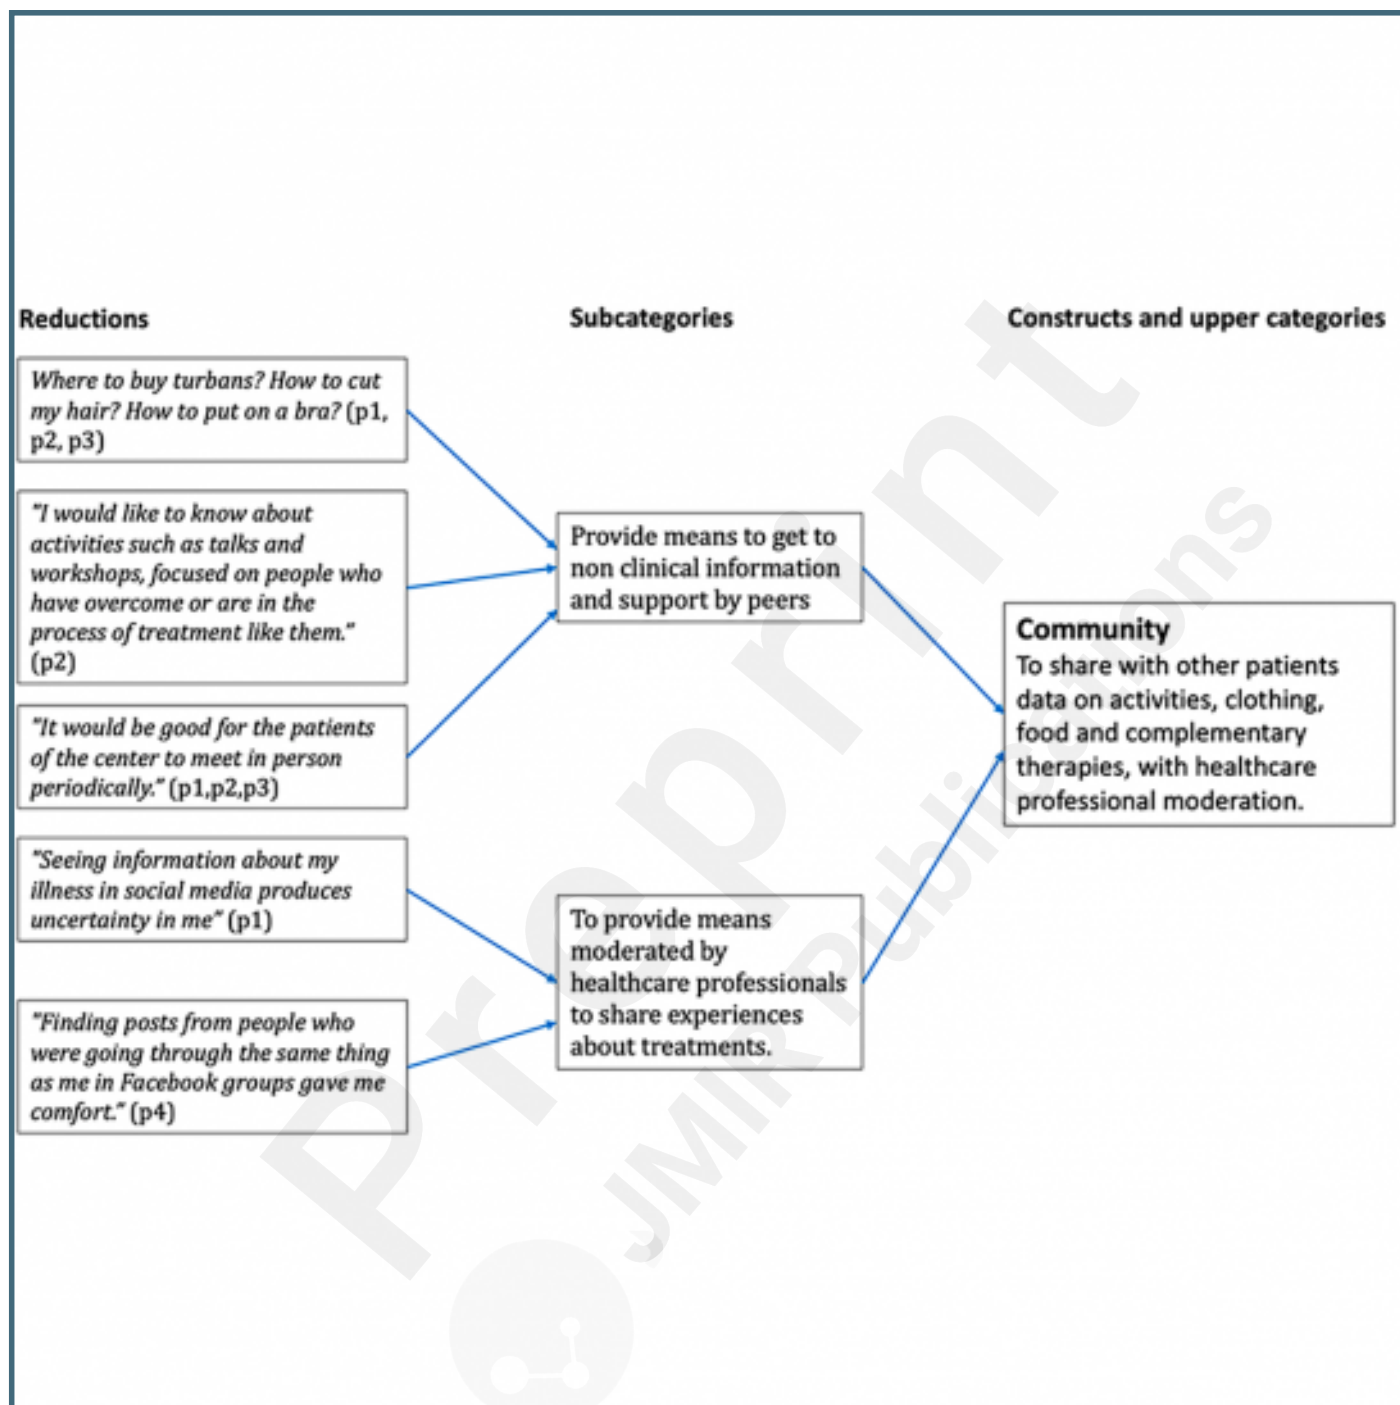 Reductions
Subcategories
Constructs and upper categories
Where to buy turbans? How to cut
my hair? How to put on a bra? (p1,
p2, p3)
"I would like to know about
activities such as talks and
workshops, focused on people who
have overcome or are in the
process of treatment like them."
(p2)
"It would be good for the patients
of the center to meet in person
periodically." (p1,p2,p3)
"Seeing information about my
illness in social media produces
uncertainty in me" (p1)
"Finding posts from people who
were going through the same thing
as me in Facebook groups gave me
comfort." (p4)
Provide means to get to
non clinical information
and support by peers
To provide means
moderated by
healthcare professionals
to share experiences
about treatments.
Community
To share with other patients
data on activities, clothing,
food and complementary
therapies, with healthcare
professional moderation.
Preprint
JMIR Publications